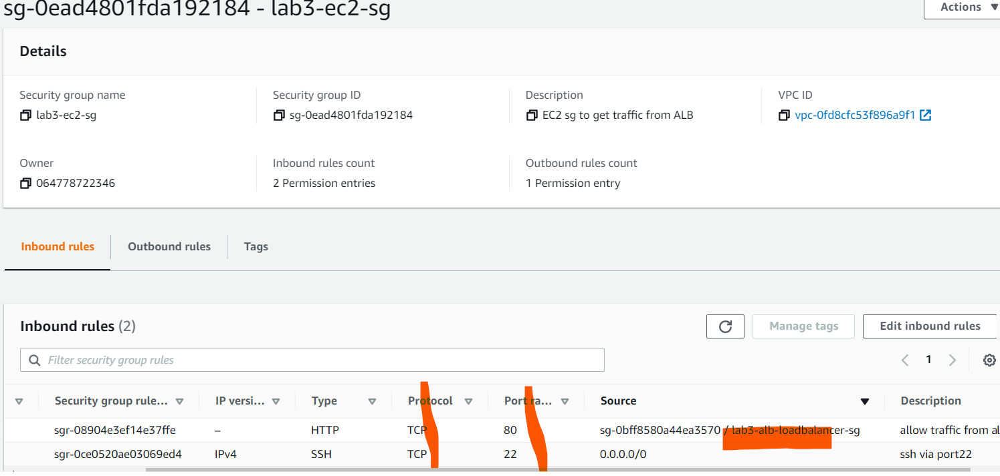 sg-0ead4801fda192184 - lab3-ec2-sg
Actions
Details
Security group name
Security group ID
Description
VPC ID
lab3-ec2-sg
sg-0ead4801fda192184
EC2 sg to get traffic from ALB
vpc-0fd8cfc53f896a9f1
Owner
Inbound rules count
Outbound rules count
064778722346
2 Permission entries
1 Permission entry
Inbound rules
Outbound rules
Tags
Inbound rules (2)
Manage tags
Edit inbound rules
Filter security group rules
1
Security group rule... IP versi... Type Protocol Port ra... Source Description
sgr-08904e3ef14e37ffe – HTTP TCP 80 sg-0bff8580a44ea3570 / lab3-alb-loadbalancer-sg allow traffic from al
sgr-0ce0520ae03069ed4 IPv4 SSH TCP 22 0.0.0.0/0 ssh via port22